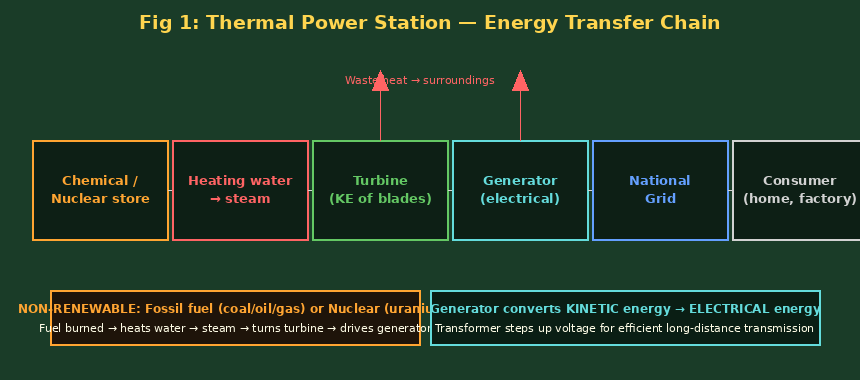 Fig 1: Thermal Power Station — Energy Transfer Chain
Waste heat → surroundings
Chemical /
Nuclear store
Heating water
→ steam
Turbine
(KE of blades)
Generator
(electrical)
National
Grid
Consumer
(home, factory)
NON-RENEWABLE: Fossil fuel (coal/oil/gas) or Nuclear
Fuel burned → heats water → steam → turns turbine → drives generator
Generator converts KINETIC energy → ELECTRICAL energy
Transformer steps up voltage for efficient long-distance transmission